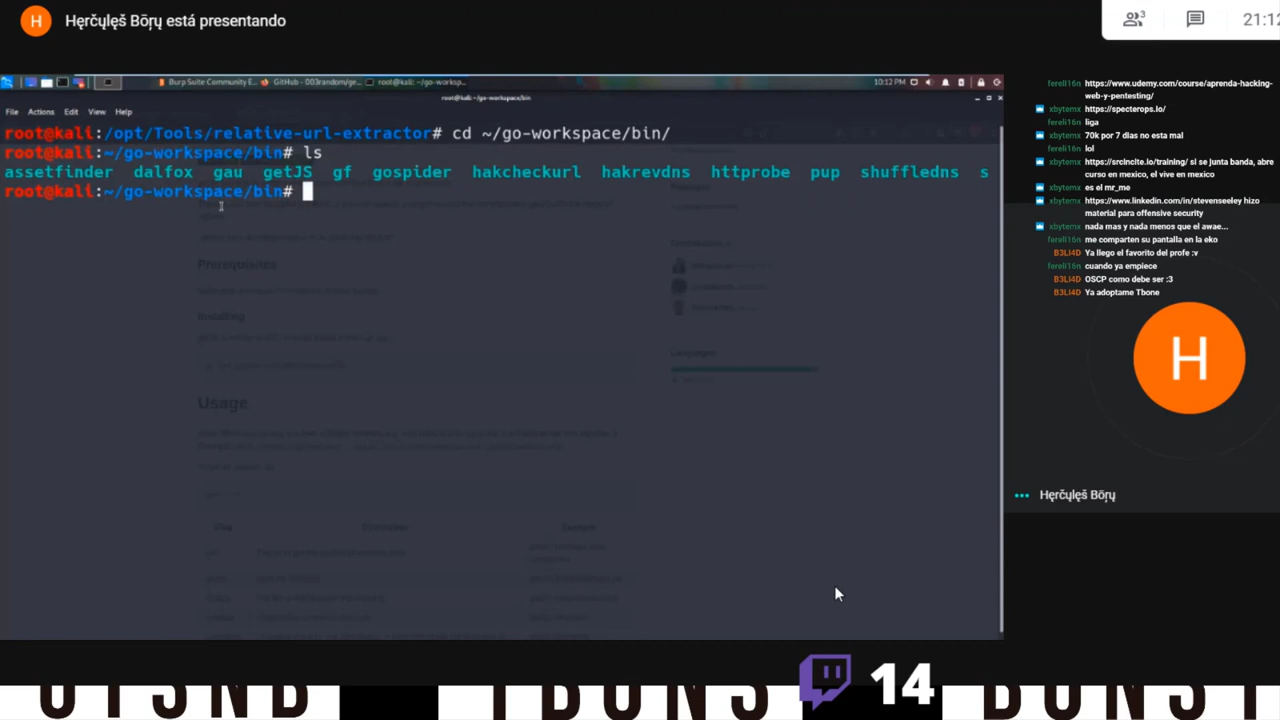 H
Hęrčųlęš Bōŗų está presentando
3
21:12
Burp Suite Community E...
GitHub - 003random/ge...
root@kali: ~/go-workspa...
10:12 PM
root@kali:~/go-workspace/bin
File Actions Edit View Help
root@kali:/opt/Tools/relative-url-extractor# cd ~/go-workspace/bin/
root@kali:~/go-workspace/bin# ls
assetfinder dalfox gau getJS gf gospider hakcheckurl hakrevdns httprobe pup shuffledns s
root@kali:~/go-workspace/bin#
Prerequisites
Installing
Usage
Languages
fereli16n https://www.udemy.com/course/aprenda-hacking-
web-y-pentesting/
xbytemx https://specterops.io/
fereli16n liga
xbytemx 70k por 7 dias no esta mal
fereli16n lol
xbytemx https://srcincite.io/training/ si se junta banda, abre
curso en mexico, el vive en mexico
xbytemx es el mr_me
xbytemx https://www.linkedin.com/in/stevenseeley hizo
material para offensive security
xbytemx nada mas y nada menos que el awae...
fereli16n me comparten su pantalla en la eko
B3LI4D Ya llego el favorito del profe :v
fereli16n cuando ya empiece
B3LI4D OSCP como debe ser :3
B3LI4D Ya adoptame Tbone
H
Hęrčųlęš Bōŗų
14